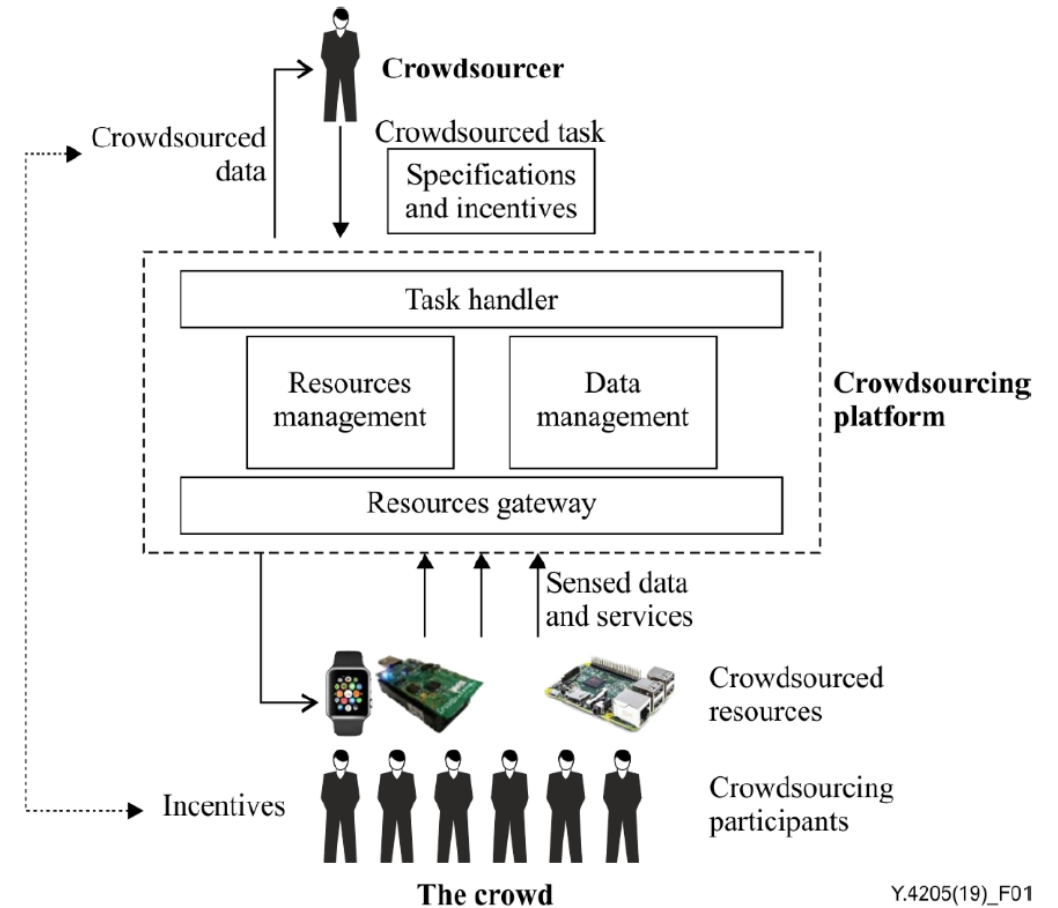 Crowdsourcer
Crowdsourced
data
Crowdsourced task
Specifications
and incentives
Task handler
Resources
management
Data
management
Crowdsourcing
platform
Resources gateway
Sensed data
and services
Crowdsourced
resources
Incentives
Crowdsourcing
participants
The crowd
Y.4205(19)_F01